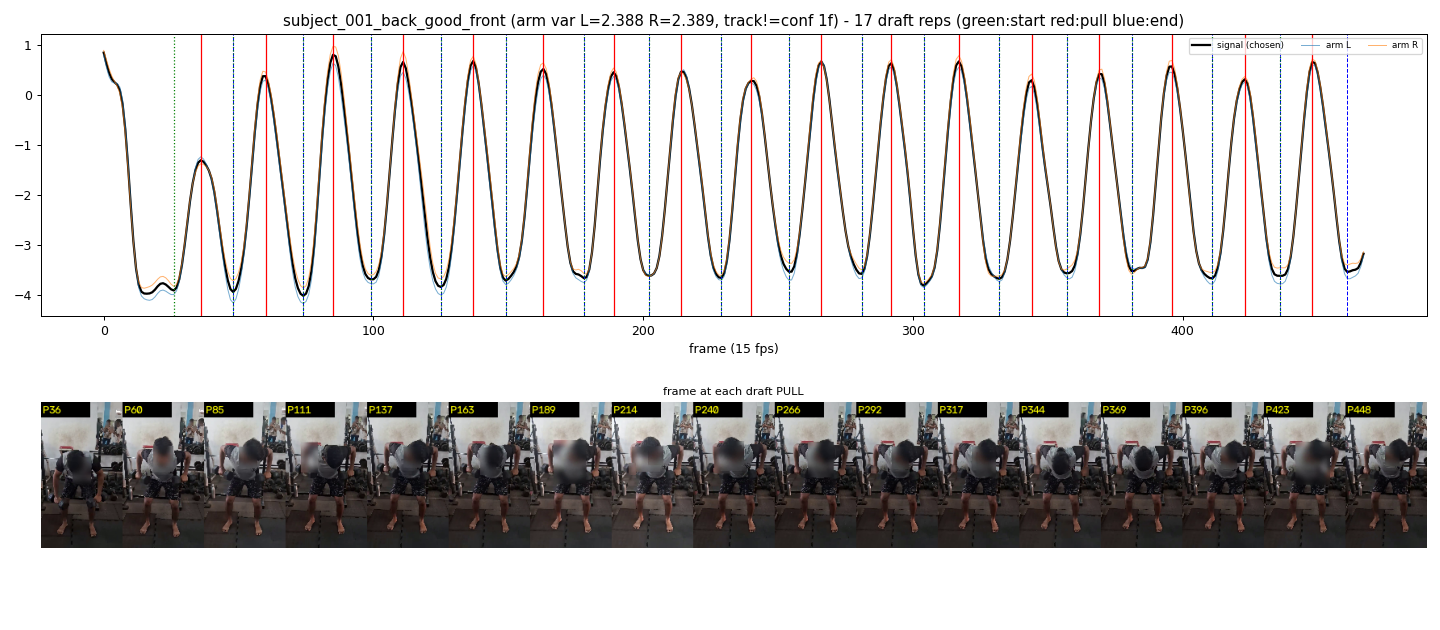 subject_001_back_good_front (arm var L=2.388 R=2.389, track!=conf 1f) - 17 draft reps (green:start red:pull blue:end)
signal (chosen) arm L arm R
1
0
−1
−2
−3
−4
0 100 200 300 400
frame (15 fps)
frame at each draft PULL
P36 P60 P85 P111 P137 P163 P189 P214 P240 P266 P292 P317 P344 P369 P396 P423 P448